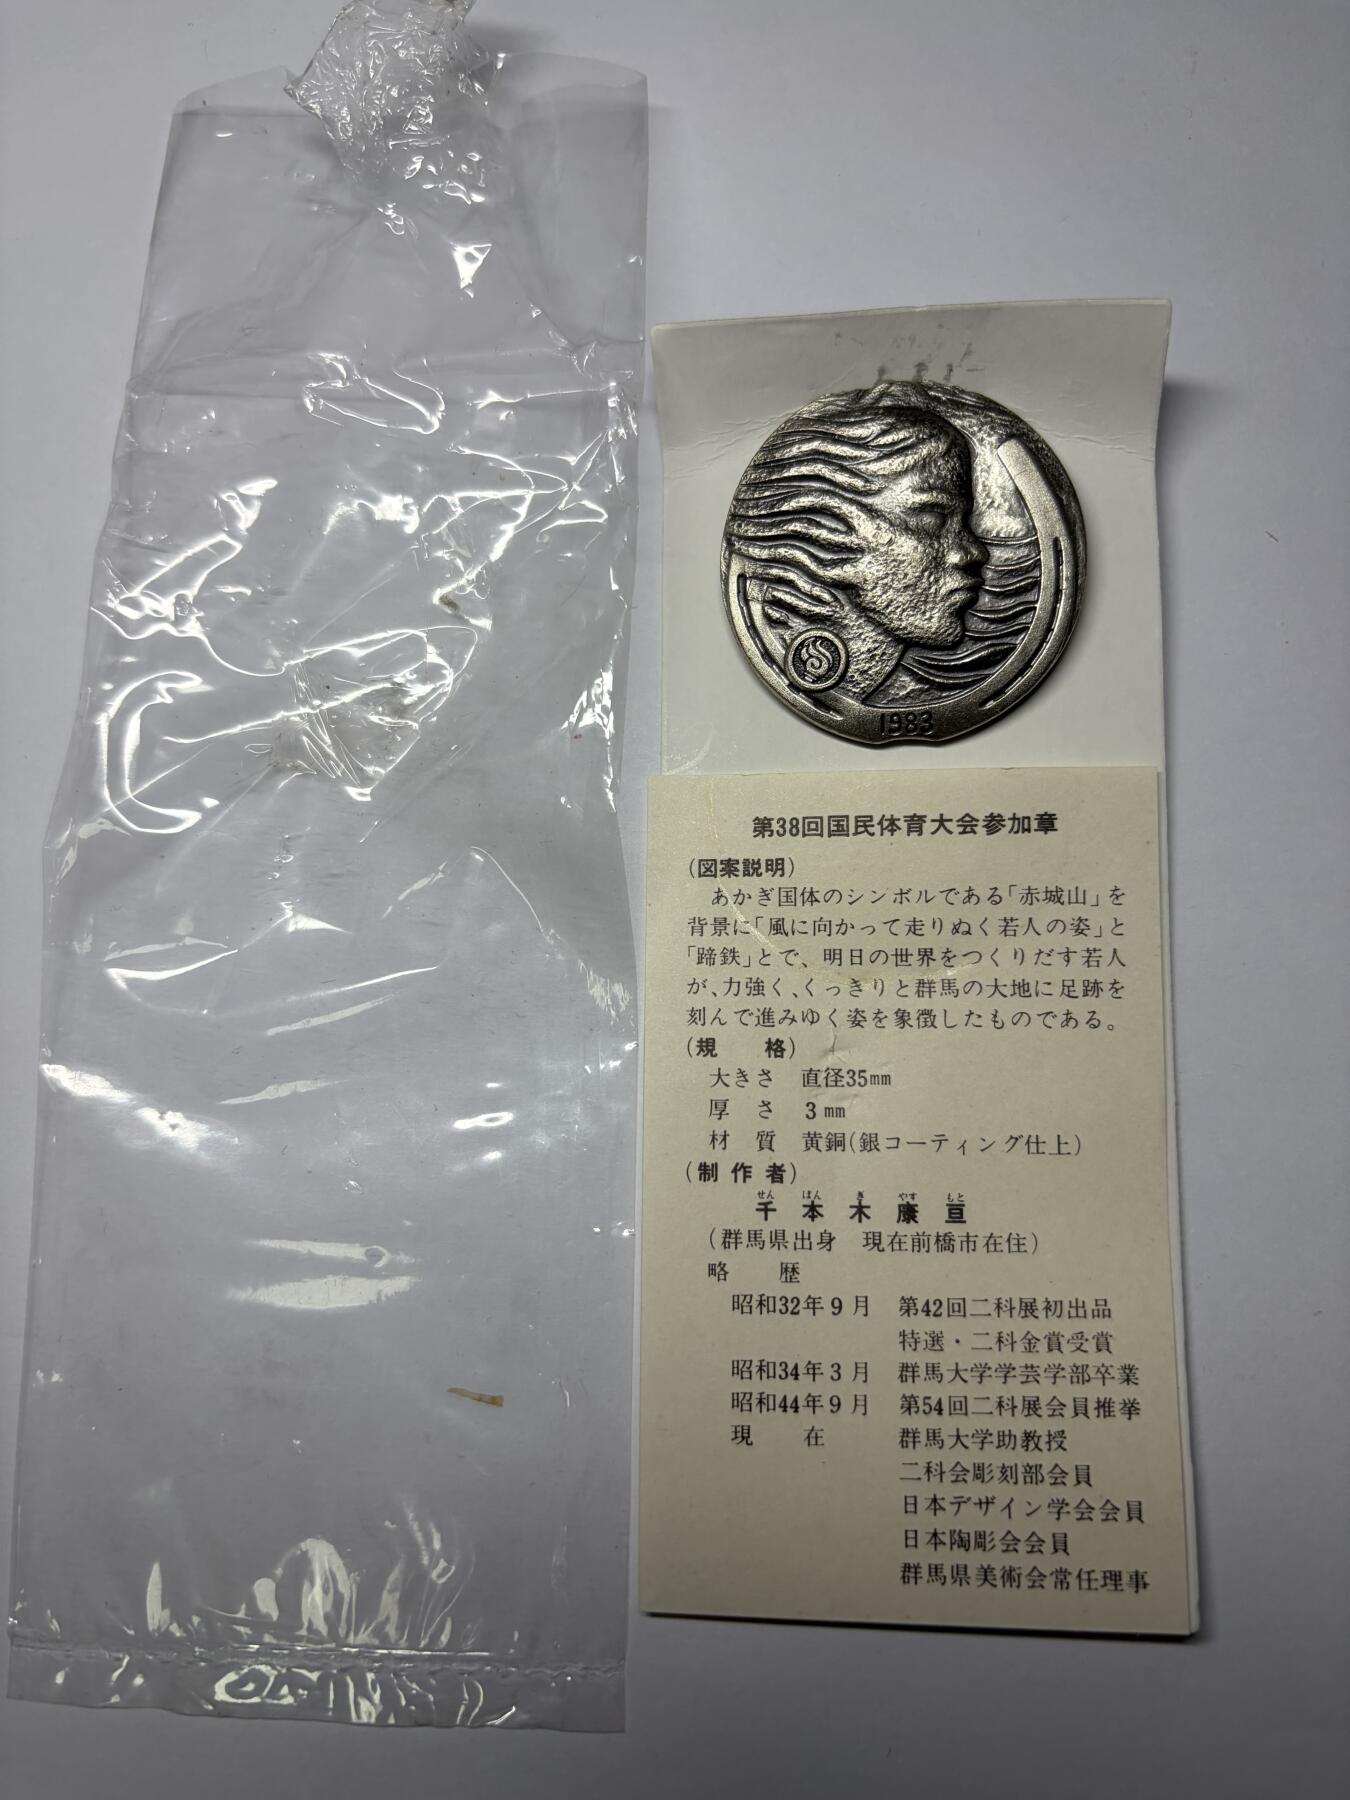 1983
第38回国民体育大会参加章
(図案説明)
あかぎ国体のシンボルである「赤城山」を
背景に「風に向かって走りぬく若人の姿」と
「蹄鉄」とで、明日の世界をつくりだす若人
が、力強く、くっきりと群馬の大地に足跡を
刻んで進みゆく姿を象徴したものである。
(規 格)
大きさ 直径35mm
厚 さ 3mm
材 質 黄銅(銀コーティング仕上)
(制作者)
せん ぼん ぎ やす もと
千 本 木 康 亘
(群馬県出身 現在前橋市在住)
略 歴
昭和32年9月 第42回二科展初出品
特選・二科金賞受賞
昭和34年3月 群馬大学学芸学部卒業
昭和44年9月 第54回二科展会員推挙
現 在 群馬大学助教授
二科会彫刻部会員
日本デザイン学会会員
日本陶彫会会員
群馬県美術会常任理事